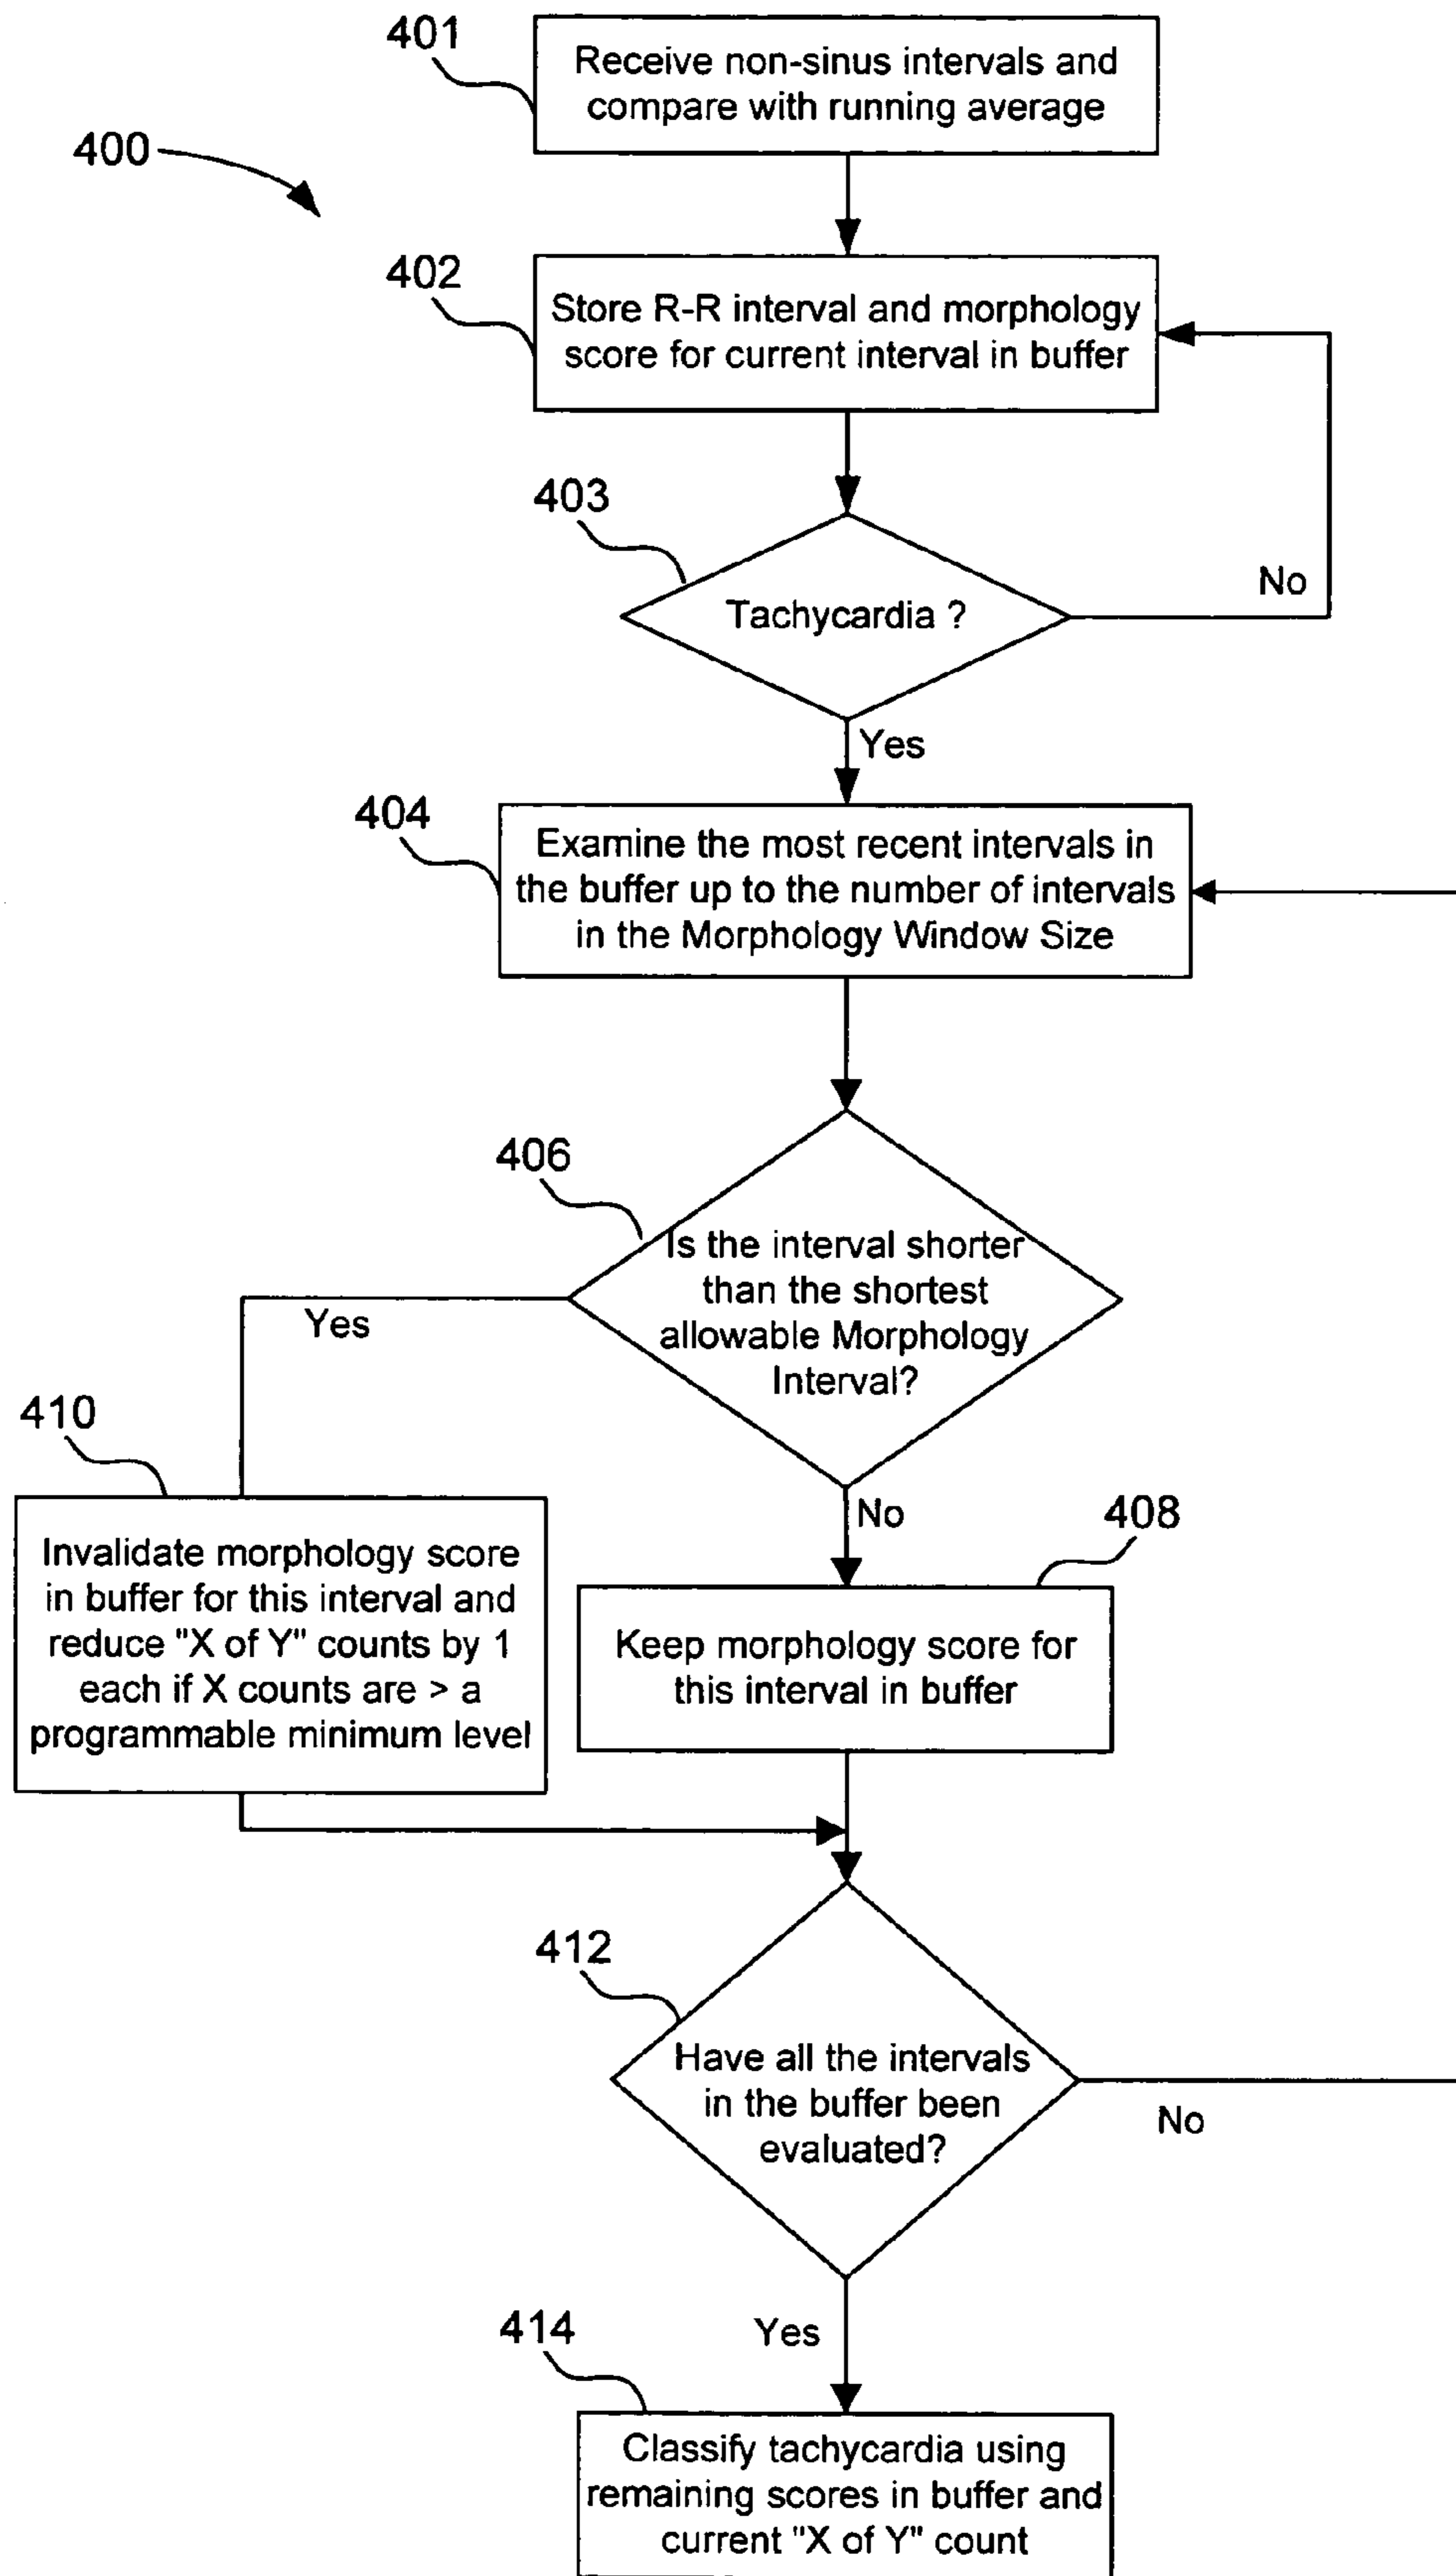 401
Receive non-sinus intervals and
compare with running average
400
402
Store R-R interval and morphology
score for current interval in buffer
403
Tachycardia ?
No
Yes
404
Examine the most recent intervals in
the buffer up to the number of intervals
in the Morphology Window Size
406
Is the interval shorter
than the shortest
allowable Morphology
Interval?
Yes
No
410
Invalidate morphology score
in buffer for this interval and
reduce "X of Y" counts by 1
each if X counts are > a
programmable minimum level
408
Keep morphology score for
this interval in buffer
412
Have all the intervals
in the buffer been
evaluated?
No
Yes
414
Classify tachycardia using
remaining scores in buffer and
current "X of Y" count